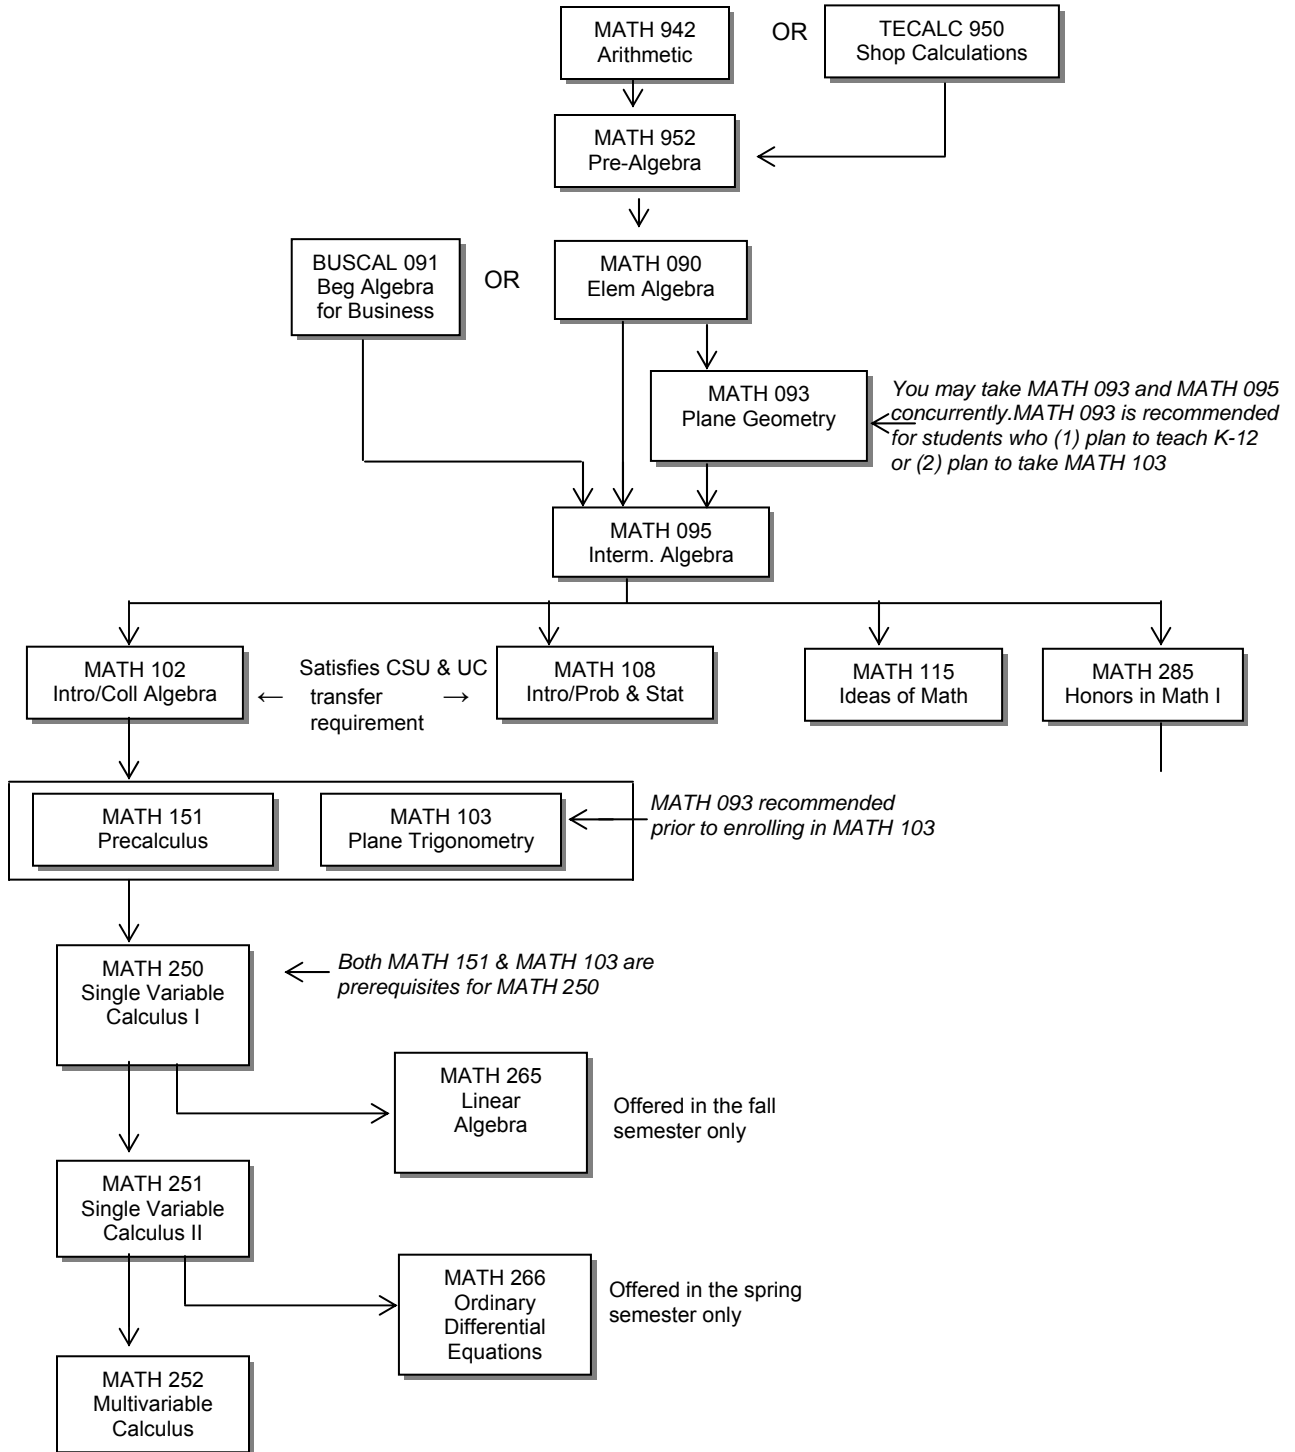 MATH 942
Arithmetic
OR
TECALC 950
Shop Calculations
MATH 952
Pre-Algebra
BUSCAL 091
Beg Algebra
for Business
OR
MATH 090
Elem Algebra
MATH 093
Plane Geometry
You may take MATH 093 and MATH 095
concurrently.MATH 093 is recommended
for students who (1) plan to teach K-12
or (2) plan to take MATH 103
MATH 095
Interm. Algebra
MATH 102
Intro/Coll Algebra
Satisfies CSU & UC
← transfer →
requirement
MATH 108
Intro/Prob & Stat
MATH 115
Ideas of Math
MATH 285
Honors in Math I
MATH 151
Precalculus
MATH 103
Plane Trigonometry
MATH 093 recommended
prior to enrolling in MATH 103
MATH 250
Single Variable
Calculus I
Both MATH 151 & MATH 103 are
prerequisites for MATH 250
MATH 265
Linear
Algebra
Offered in the fall
semester only
MATH 251
Single Variable
Calculus II
MATH 266
Ordinary
Differential
Equations
Offered in the spring
semester only
MATH 252
Multivariable
Calculus